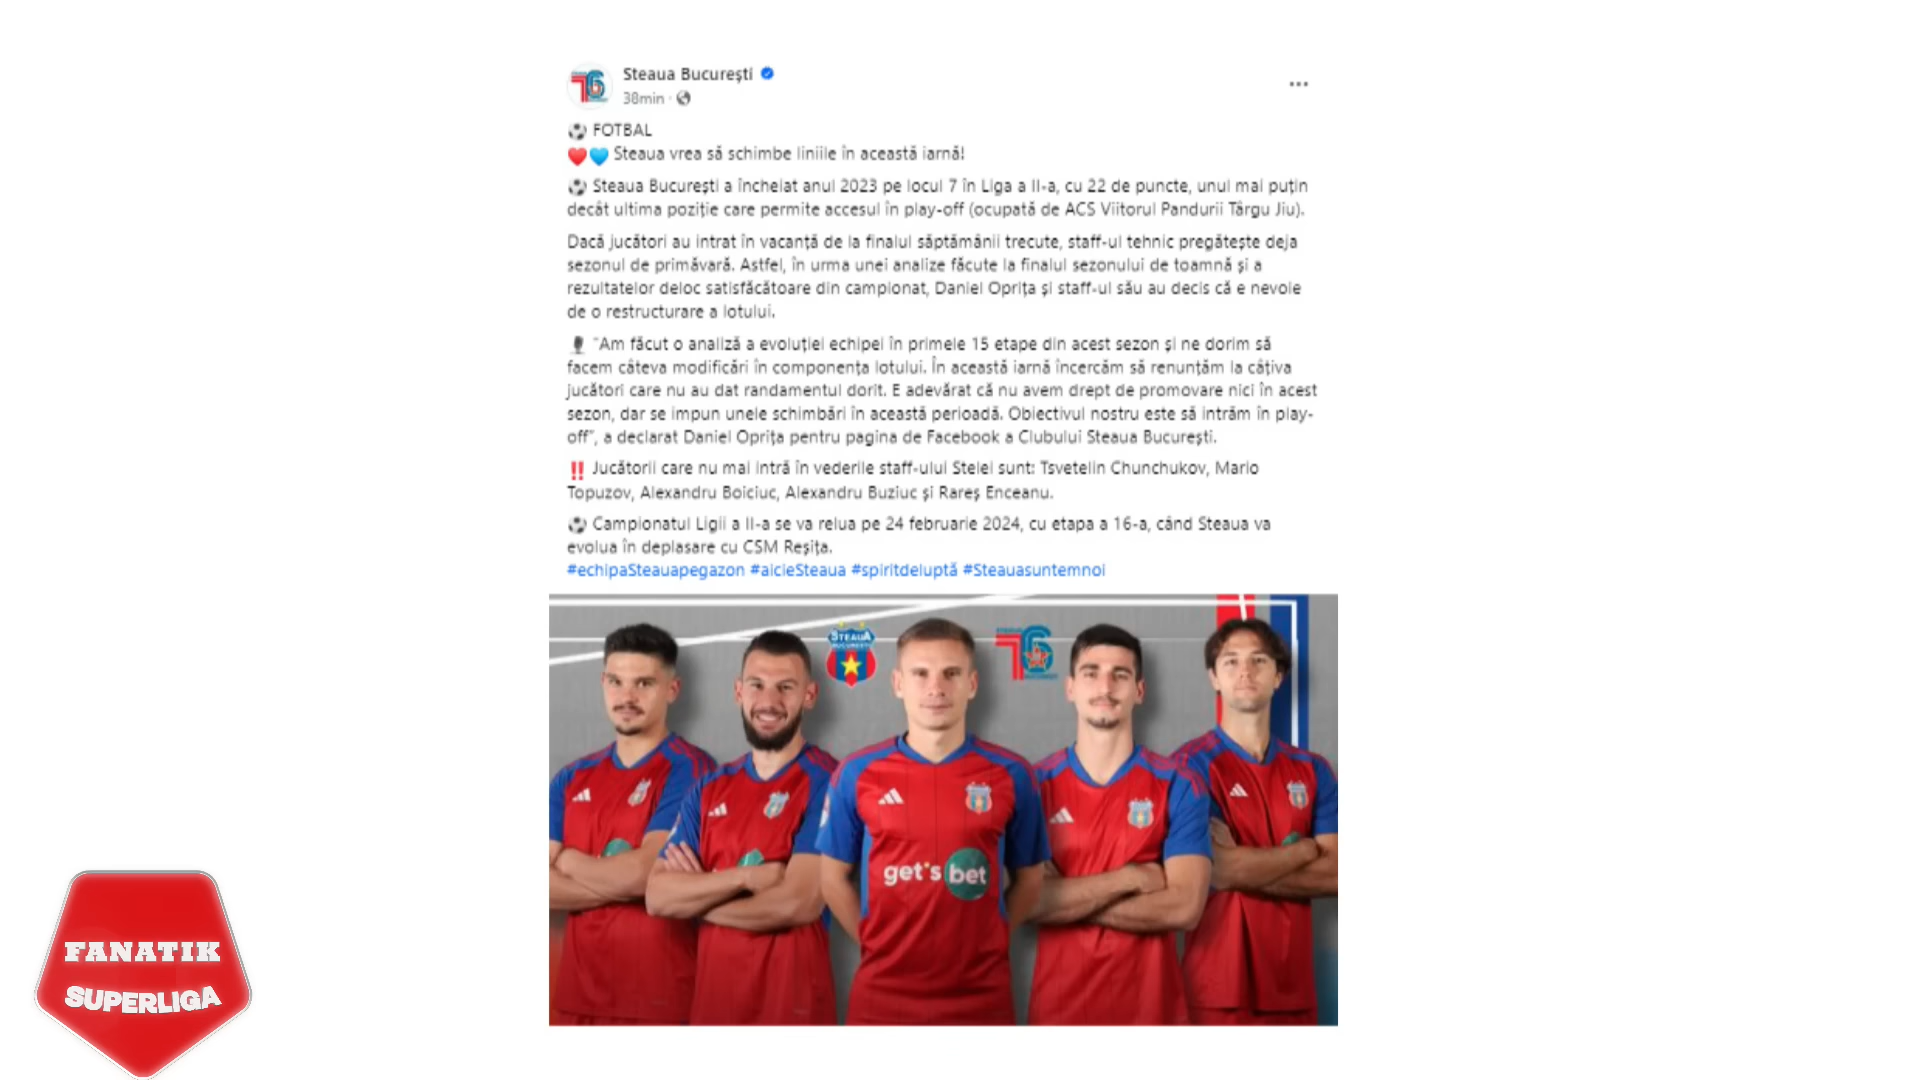 Steaua București
38min ·
FOTBAL
Steaua vrea să schimbe liniile în această iarnă!
Steaua București a încheiat anul 2023 pe locul 7 în Liga a II-a, cu 22 de puncte, unul mai puțin
decât ultima poziție care permite accesul în play-off (ocupată de ACS Viitorul Pandurii Târgu Jiu).
Dacă jucători au intrat în vacanță de la finalul săptămânii trecute, staff-ul tehnic pregătește deja
sezonul de primăvară. Astfel, în urma unei analize făcute la finalul sezonului de toamnă și a
rezultatelor deloc satisfăcătoare din campionat, Daniel Oprița și staff-ul său au decis că e nevoie
de o restructurare a lotului.
"Am făcut o analiză a evoluției echipei în primele 15 etape din acest sezon și ne dorim să
facem câteva modificări în componența lotului. În această iarnă încercăm să renunțăm la câțiva
jucători care nu au dat randamentul dorit. E adevărat că nu avem drept de promovare nici în acest
sezon, dar se impun unele schimbări în această perioadă. Obiectivul nostru este să intrăm în play-
off", a declarat Daniel Oprița pentru pagina de Facebook a Clubului Steaua București.
‼ Jucătorii care nu mai intră în vederile staff-ului Stelei sunt: Tsvetelin Chunchukov, Mario
Topuzov, Alexandru Boiciuc, Alexandru Buziuc și Rareș Enceanu.
Campionatul Ligii a II-a se va relua pe 24 februarie 2024, cu etapa a 16-a, când Steaua va
evolua în deplasare cu CSM Reșița.
#echipaSteauapegazon #aicieSteaua #spiritdeluptă #Steauasuntemnoi
STEAUA
BUCUREȘTI
STEAUA
76
get's bet
FANATIK
SUPERLIGA